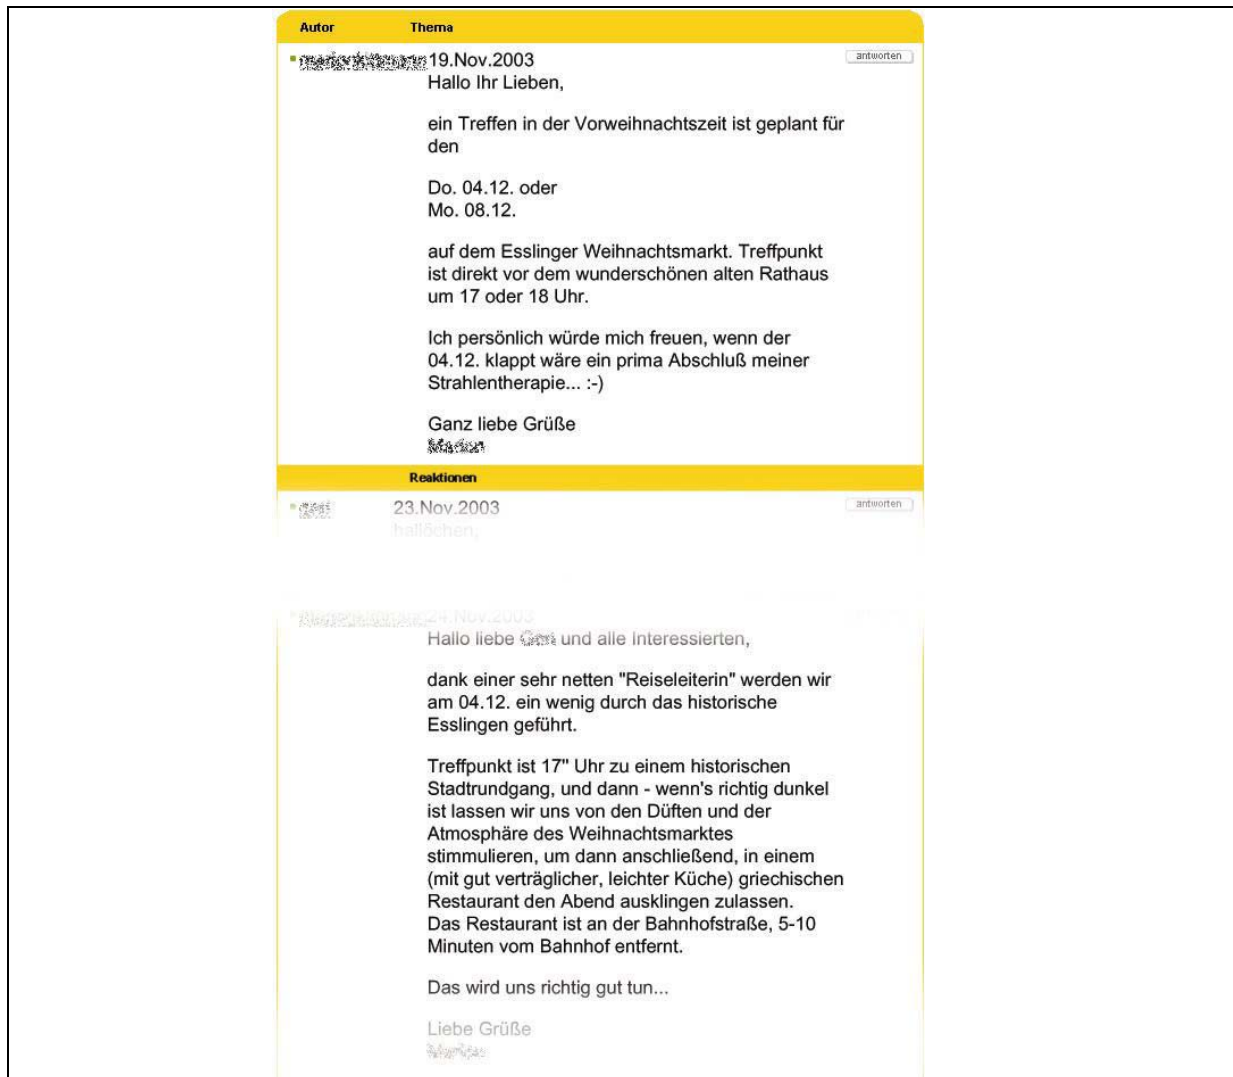 Autor Thema
19.Nov.2003 antworten
Hallo Ihr Lieben,
ein Treffen in der Vorweihnachtszeit ist geplant für
den
Do. 04.12. oder
Mo. 08.12.
auf dem Esslinger Weihnachtsmarkt. Treffpunkt
ist direkt vor dem wunderschönen alten Rathaus
um 17 oder 18 Uhr.
Ich persönlich würde mich freuen, wenn der
04.12. klappt wäre ein prima Abschluß meiner
Strahlentherapie... :-)
Ganz liebe Grüße
Reaktionen
23.Nov.2003 antworten
hallöchen,
24.Nov.2003
Hallo liebe und alle Interessierten,
dank einer sehr netten "Reiseleiterin" werden wir
am 04.12. ein wenig durch das historische
Esslingen geführt.
Treffpunkt ist 17" Uhr zu einem historischen
Stadtrundgang, und dann - wenn's richtig dunkel
ist lassen wir uns von den Düften und der
Atmosphäre des Weihnachtsmarktes
stimmulieren, um dann anschließend, in einem
(mit gut verträglicher, leichter Küche) griechischen
Restaurant den Abend ausklingen zulassen.
Das Restaurant ist an der Bahnhofstraße, 5-10
Minuten vom Bahnhof entfernt.
Das wird uns richtig gut tun...
Liebe Grüße